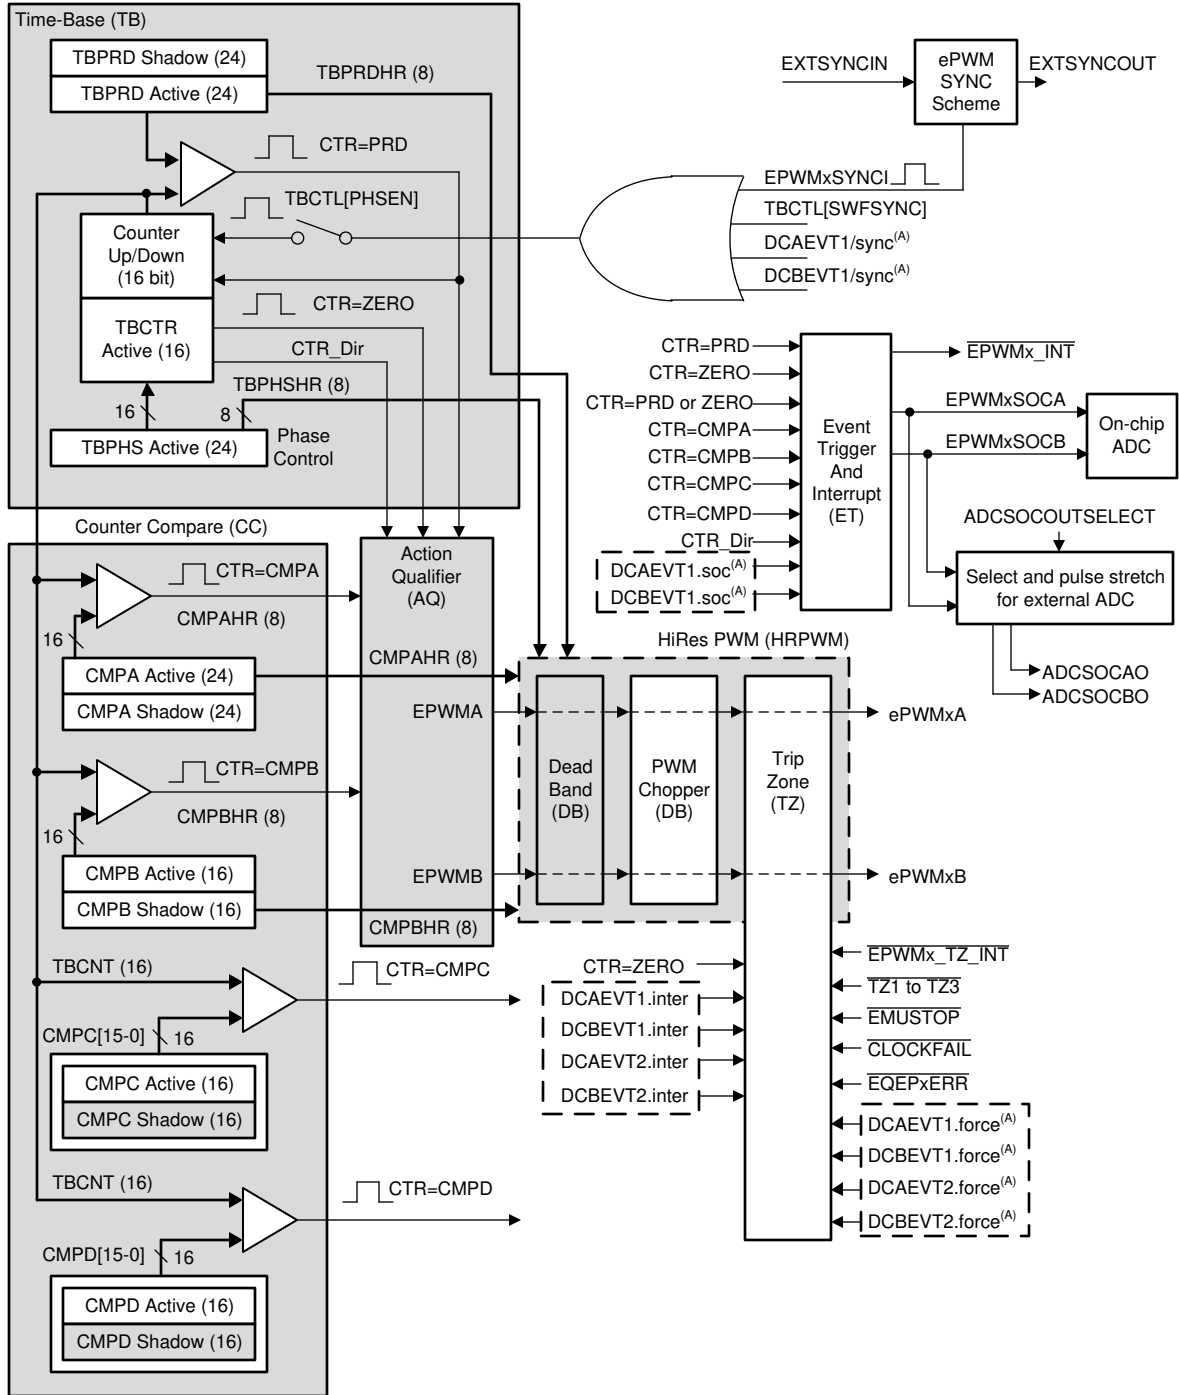 Time-Base (TB)
TBPRD Shadow (24)
TBPRD Active (24)
TBPRDHR (8)
CTR=PRD
TBCTL[PHSEN]
Counter
Up/Down
(16 bit)
CTR=ZERO
TBCTR
Active (16)
CTR_Dir
TBPHSHR (8)
16
8
TBPHS Active (24)
Phase
Control
EXTSYNCIN
ePWM
SYNC
Scheme
EXTSYNCOUT
EPWMxSYNCI
TBCTL[SWFSYNC]
DCAEVT1/sync(A)
DCBEVT1/sync(A)
CTR=PRD
CTR=ZERO
CTR=PRD or ZERO
CTR=CMPA
CTR=CMPB
CTR=CMPC
CTR=CMPD
CTR_Dir
DCAEVT1.soc(A)
DCBEVT1.soc(A)
Event
Trigger
And
Interrupt
(ET)
EPWMx_INT
EPWMxSOCA
EPWMxSOCB
On-chip
ADC
ADCSOCOUTSELECT
Select and pulse stretch
for external ADC
ADCSOCAO
ADCSOCBO
Counter Compare (CC)
CTR=CMPA
CMPAHR (8)
16
CMPA Active (24)
CMPA Shadow (24)
CTR=CMPB
CMPBHR (8)
16
CMPB Active (16)
CMPB Shadow (16)
TBCNT (16)
CTR=CMPC
CMPC[15-0]
16
CMPC Active (16)
CMPC Shadow (16)
TBCNT (16)
CTR=CMPD
CMPD[15-0]
16
CMPD Active (16)
CMPD Shadow (16)
Action
Qualifier
(AQ)
CMPAHR (8)
EPWMA
EPWMB
CMPBHR (8)
HiRes PWM (HRPWM)
Dead
Band
(DB)
PWM
Chopper
(DB)
Trip
Zone
(TZ)
ePWMxA
ePWMxB
CTR=ZERO
DCAEVT1.inter
DCBEVT1.inter
DCAEVT2.inter
DCBEVT2.inter
EPWMx_TZ_INT
TZ1 to TZ3
EMUSTOP
CLOCKFAIL
EQEPxERR
DCAEVT1.force(A)
DCBEVT1.force(A)
DCAEVT2.force(A)
DCBEVT2.force(A)